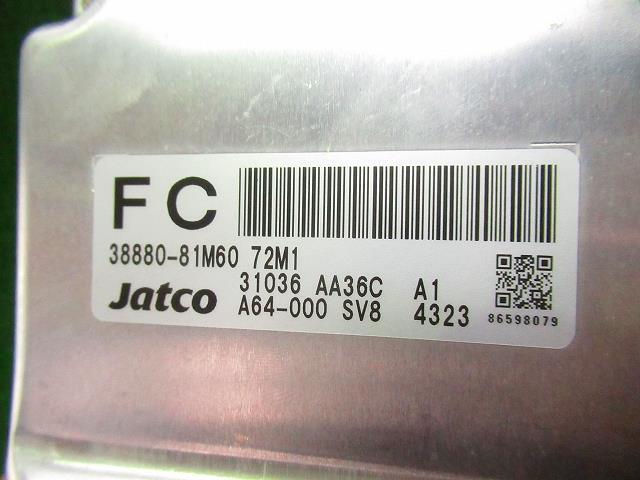 FC
38880-81M60 72M1
31036 AA36C A1
Jatco A64-000 SV8 4323
86598079